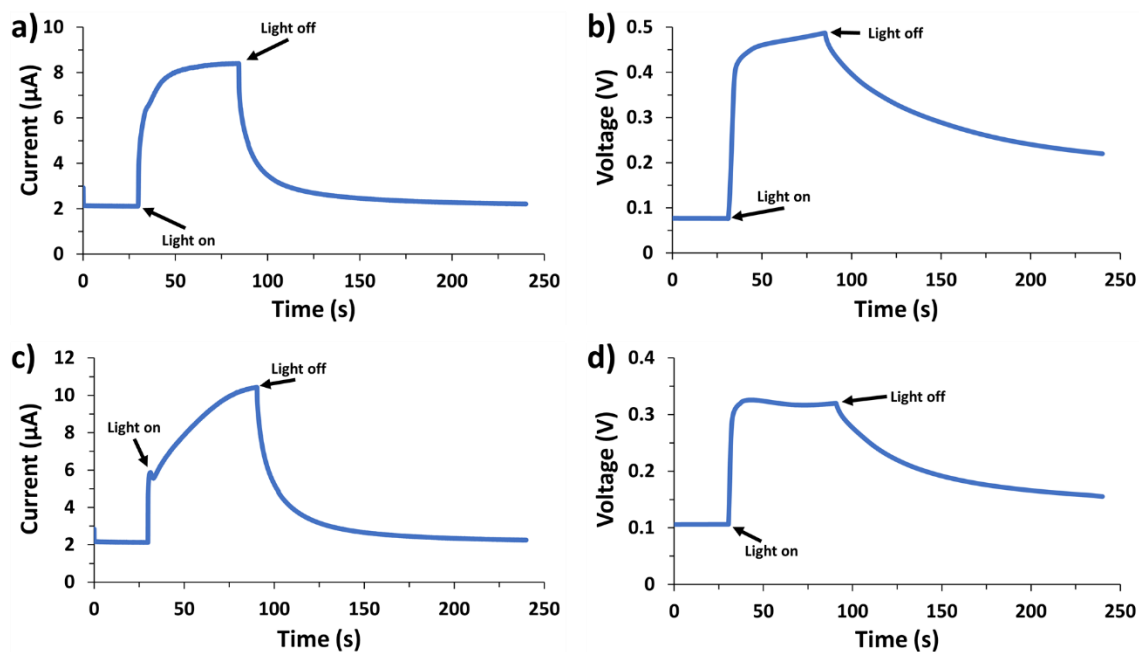 a)
Current (µA)
10
8
6
4
2
0
Light off
Light on
0 50 100 150 200 250
Time (s)
b)
Voltage (V)
0.5
0.4
0.3
0.2
0.1
0
Light off
Light on
0 50 100 150 200 250
Time (s)
c)
Current (µA)
12
10
8
6
4
2
0
Light off
Light on
0 50 100 150 200 250
Time (s)
d)
Voltage (V)
0.4
0.3
0.2
0.1
0
Light off
Light on
0 50 100 150 200 250
Time (s)